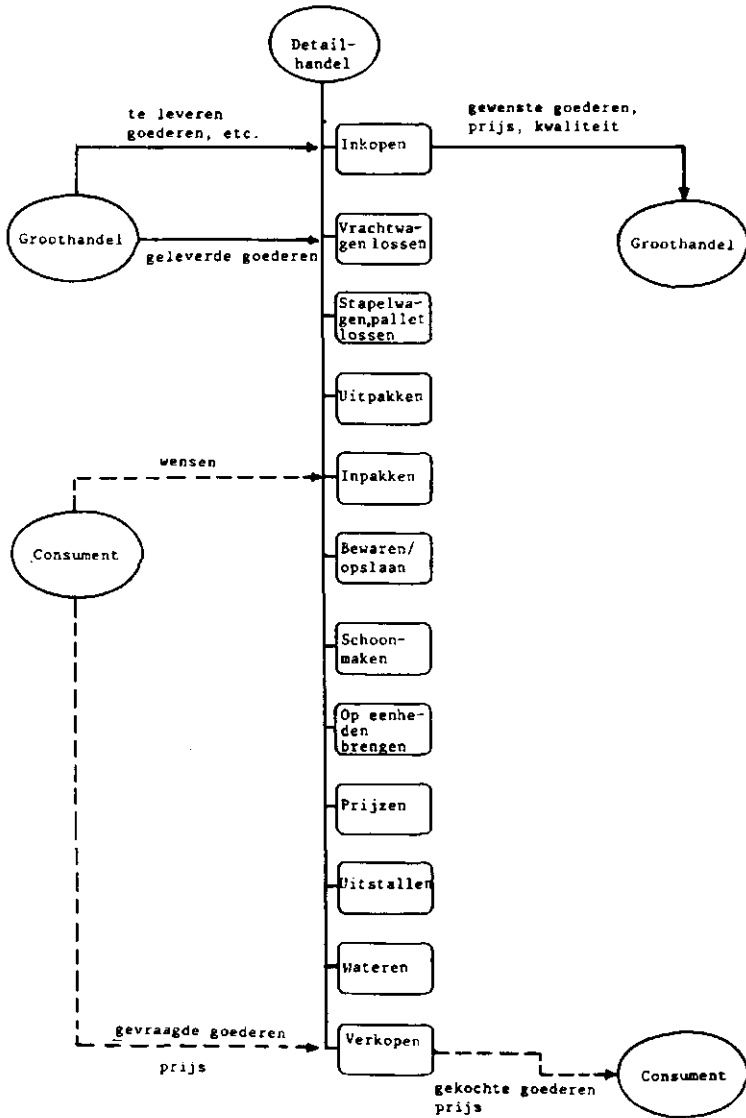 Detail-
handel
te leveren
goederen, etc.
gewenste goederen,
prijs, kwaliteit
Inkopen
Groothandel
geleverde goederen
Vrachtwa-
gen lossen
Groothandel
Stapelwa-
gen,pallet
lossen
Uitpakken
wensen
Inpakken
Consument
Bewaren/
opslaan
Schoon-
maken
Op eenhe-
den
brengen
Prijzen
Uitstallen
Wateren
gevraagde goederen
prijs
Verkopen
gekochte goederen
prijs
Consument